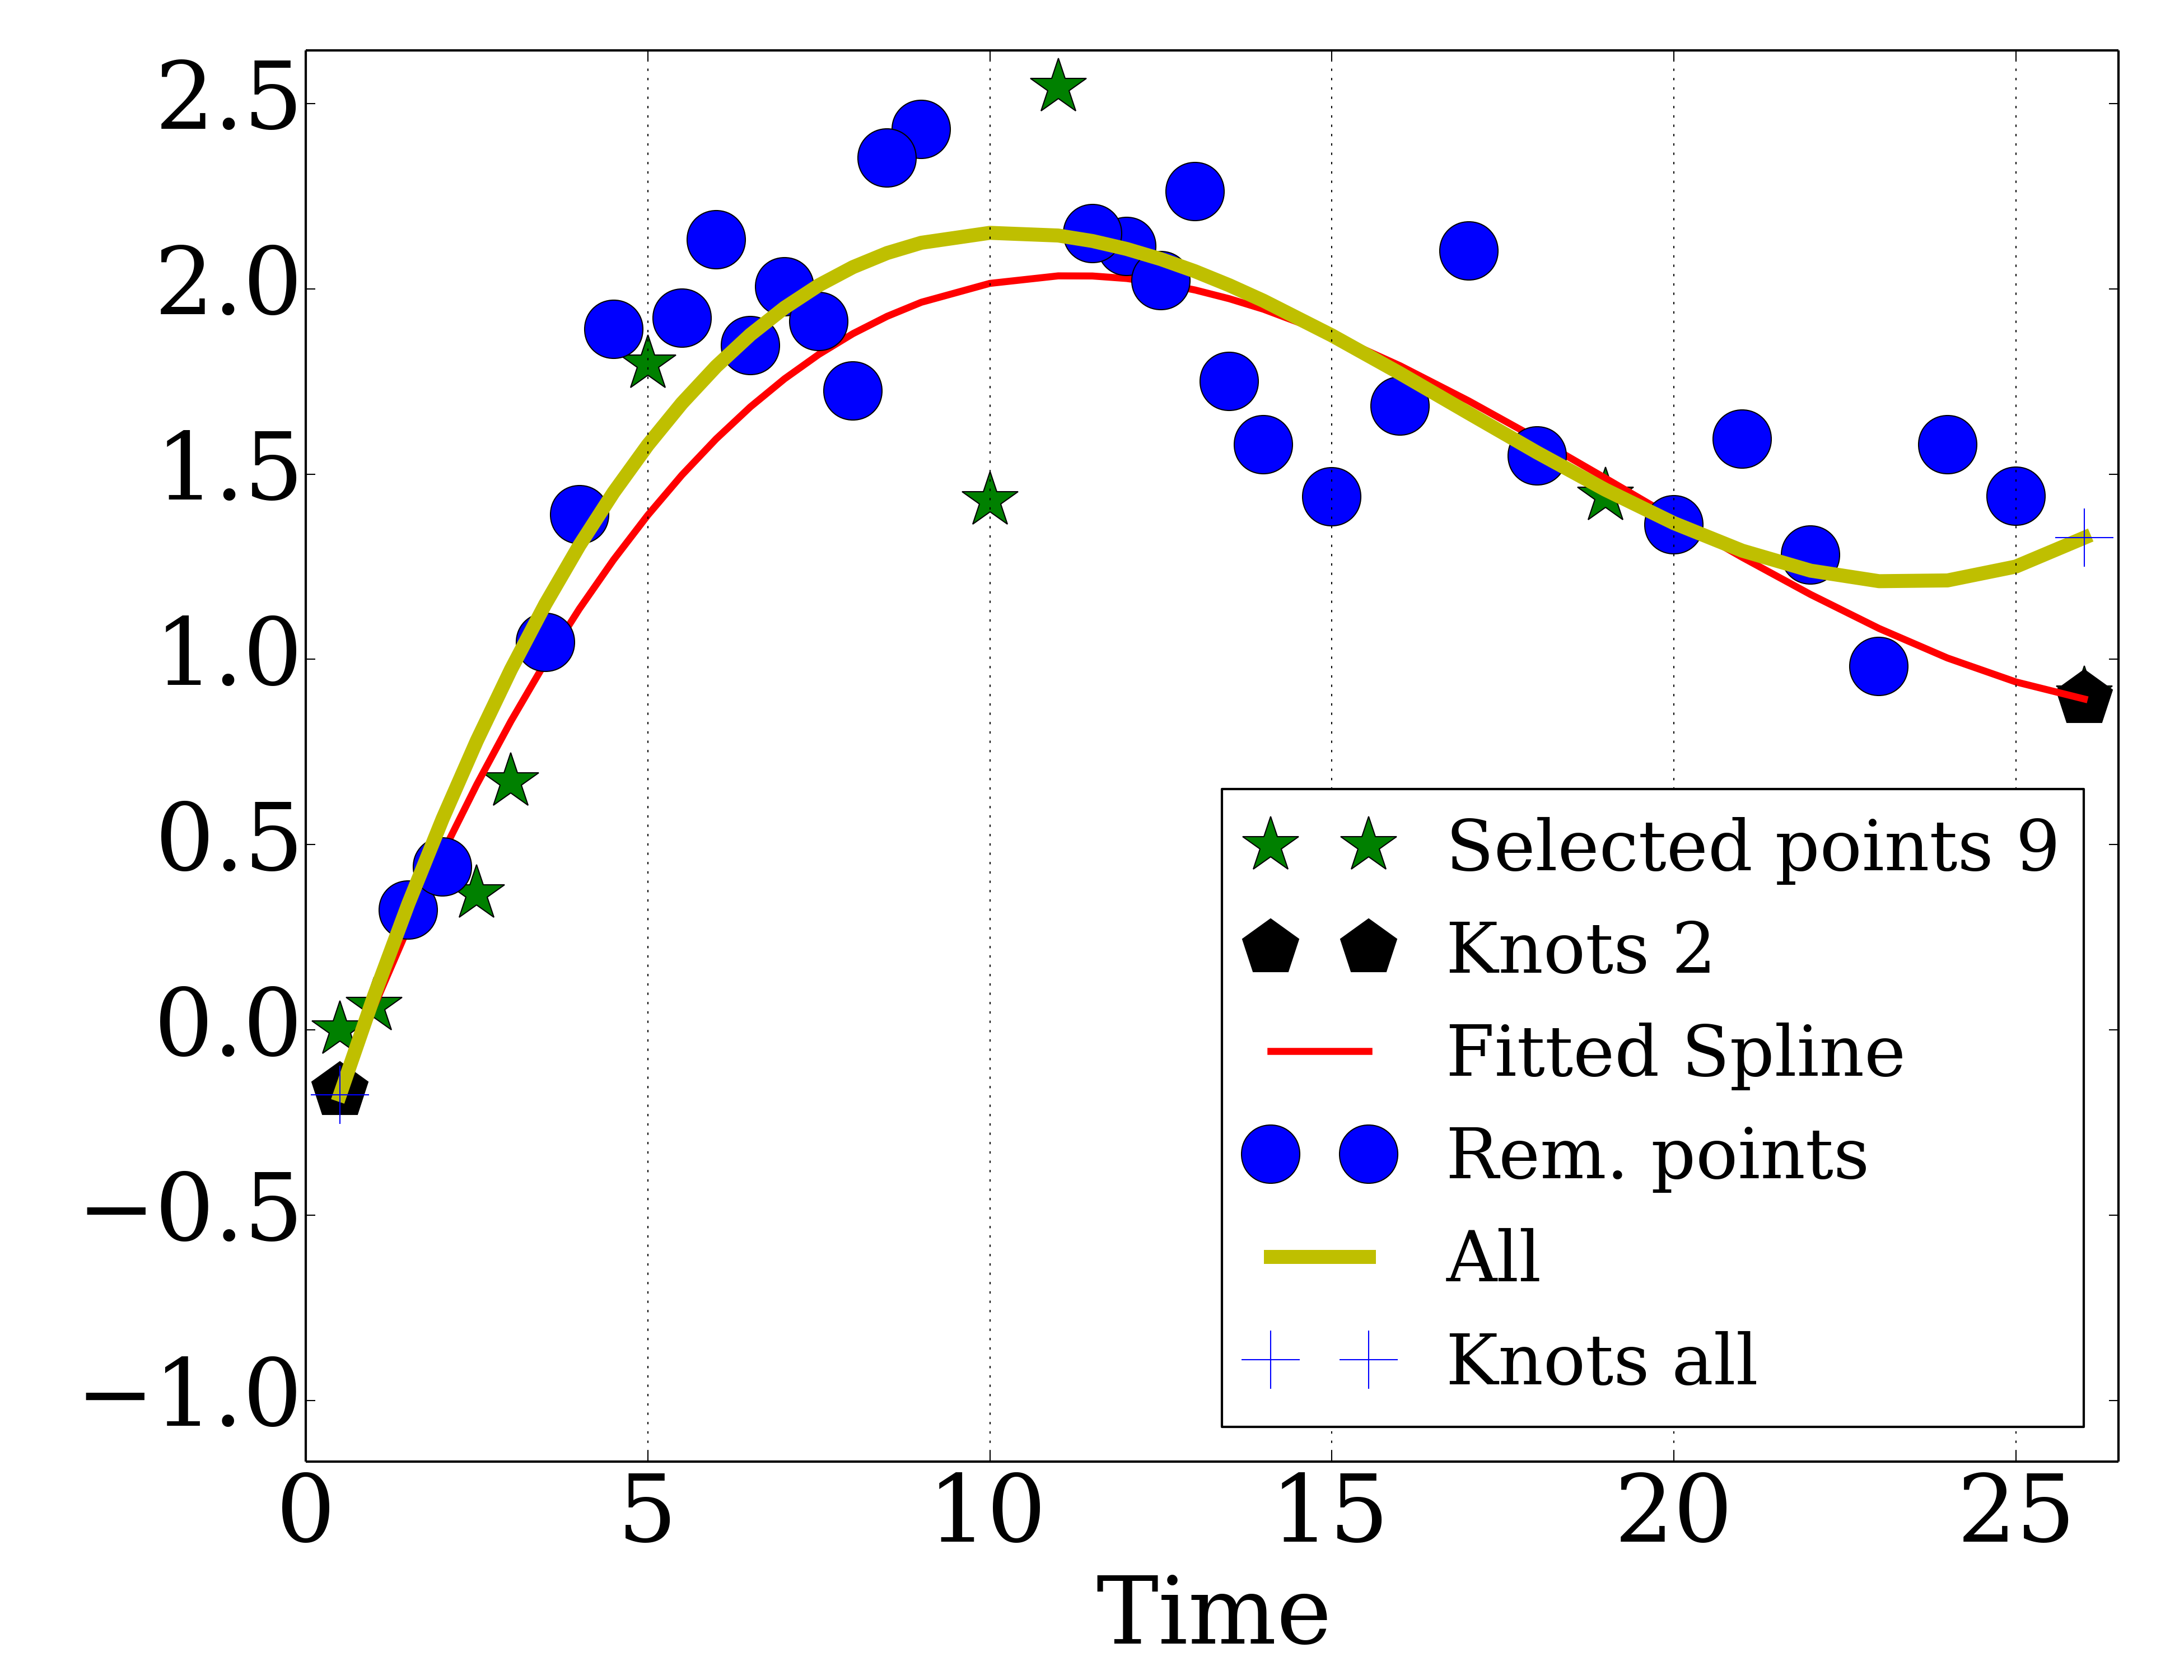 2.5
2.0
1.5
1.0
0.5
0.0
−0.5
−1.0
Selected points 9
Knots 2
Fitted Spline
Rem. points
All
Knots all
0 5 10 15 20 25
Time